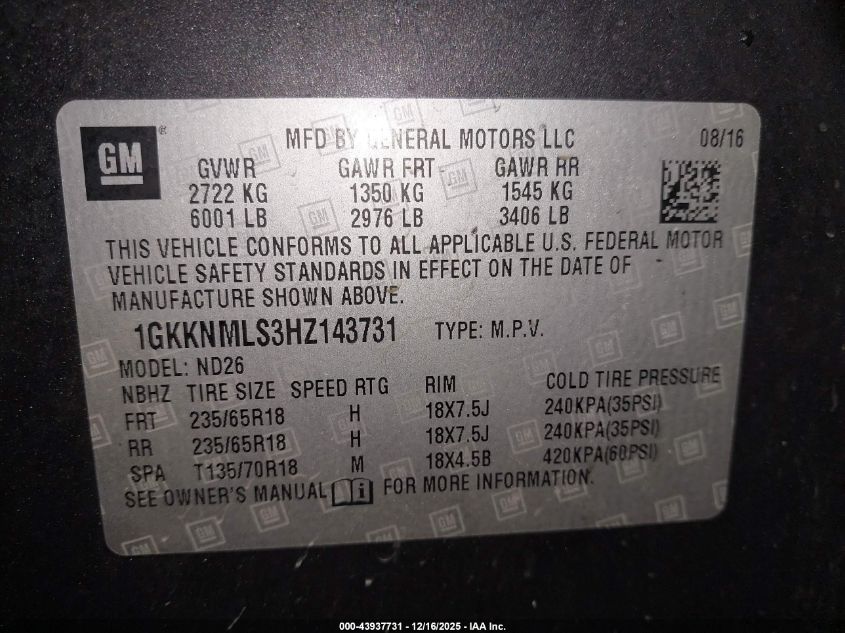 GM ®
MFD BY GENERAL MOTORS LLC 08/16
GVWR GAWR FRT GAWR RR
2722 KG 1350 KG 1545 KG
6001 LB 2976 LB 3406 LB
THIS VEHICLE CONFORMS TO ALL APPLICABLE U.S. FEDERAL MOTOR
VEHICLE SAFETY STANDARDS IN EFFECT ON THE DATE OF
MANUFACTURE SHOWN ABOVE.
1GKKNMLS3HZ143731 TYPE: M.P.V.
MODEL: ND26
NBHZ TIRE SIZE SPEED RTG RIM COLD TIRE PRESSURE
FRT 235/65R18 H 18X7.5J 240KPA(35PSI)
RR 235/65R18 H 18X7.5J 240KPA(35PSI)
SPA T135/70R18 M 18X4.5B 420KPA(60PSI)
SEE OWNER'S MANUAL FOR MORE INFORMATION.
000-43937731 - 12/16/2025 - IAA Inc.